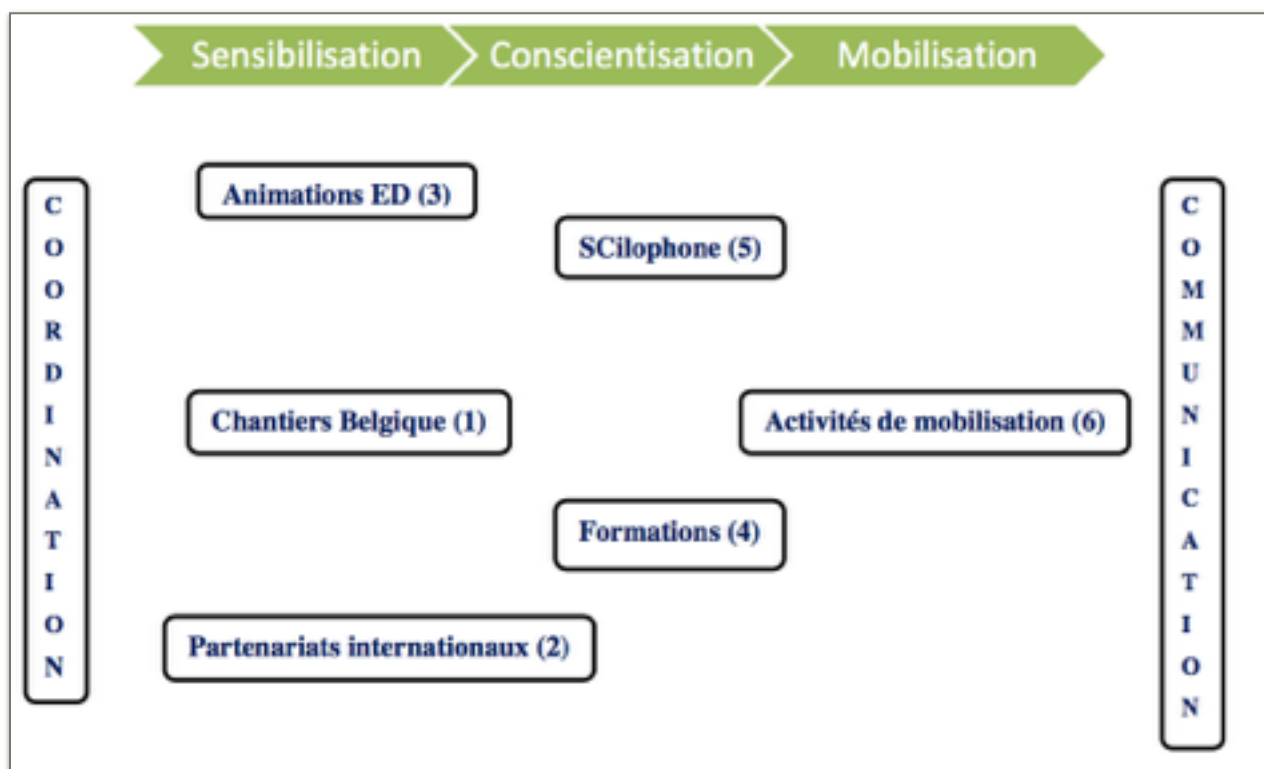 Sensibilisation Conscientisation Mobilisation
COORDINATION
Animations ED (3)
SCilophone (5)
Chantiers Belgique (1)
Activités de mobilisation (6)
Formations (4)
Partenariats internationaux (2)
COMMUNICATION